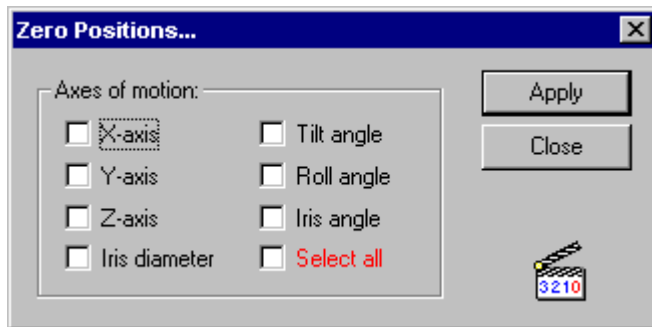 Zero Positions...
Axes of motion:
X-axis
Y-axis
Z-axis
Iris diameter
Tilt angle
Roll angle
Iris angle
Select all
Apply
Close
3210